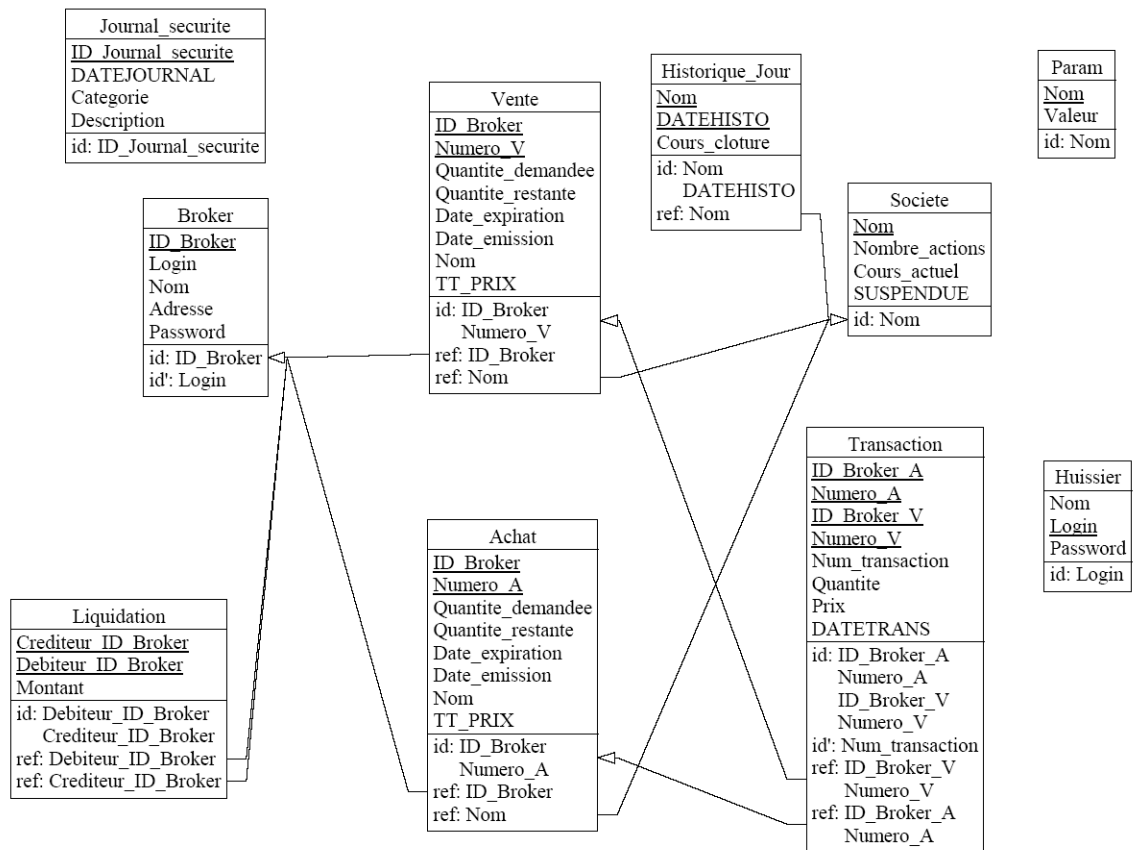 Journal_securite
ID_Journal_securite
DATEJOURNAL
Categorie
Description
id: ID_Journal_securite
Vente
ID_Broker
Numero_V
Quantite_demandee
Quantite_restante
Date_expiration
Date_emission
Nom
TT_PRIX
id: ID_Broker
Numero_V
ref: ID_Broker
ref: Nom
Historique_Jour
Nom
DATEHISTO
Cours_cloture
id: Nom
DATEHISTO
ref: Nom
Param
Nom
Valeur
id: Nom
Broker
ID_Broker
Login
Nom
Adresse
Password
id: ID_Broker
id': Login
Societe
Nom
Nombre_actions
Cours_actuel
SUSPENDUE
id: Nom
Transaction
ID_Broker_A
Numero_A
ID_Broker_V
Numero_V
Num_transaction
Quantite
Prix
DATETRANS
id: ID_Broker_A
Numero_A
ID_Broker_V
Numero_V
id': Num_transaction
ref: ID_Broker_V
Numero_V
ref: ID_Broker_A
Numero_A
Huissier
Nom
Login
Password
id: Login
Achat
ID_Broker
Numero_A
Quantite_demandee
Quantite_restante
Date_expiration
Date_emission
Nom
TT_PRIX
id: ID_Broker
Numero_A
ref: ID_Broker
ref: Nom
Liquidation
Crediteur_ID_Broker
Debiteur_ID_Broker
Montant
id: Debiteur_ID_Broker
Crediteur_ID_Broker
ref: Debiteur_ID_Broker
ref: Crediteur_ID_Broker